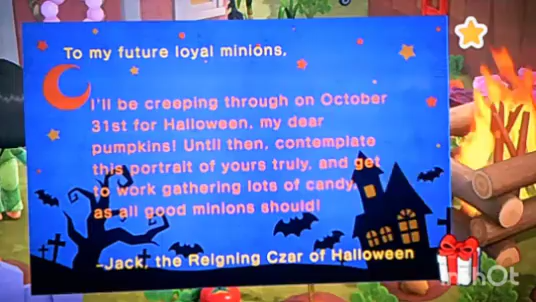 To my future loyal minions,
I'll be creeping through on October
31st for Halloween, my dear
pumpkins! Until then, contemplate
this portrait of yours truly, and get
to work gathering lots of candy,
as all good minions should!
-Jack, the Reigning Czar of Halloween
InShOt